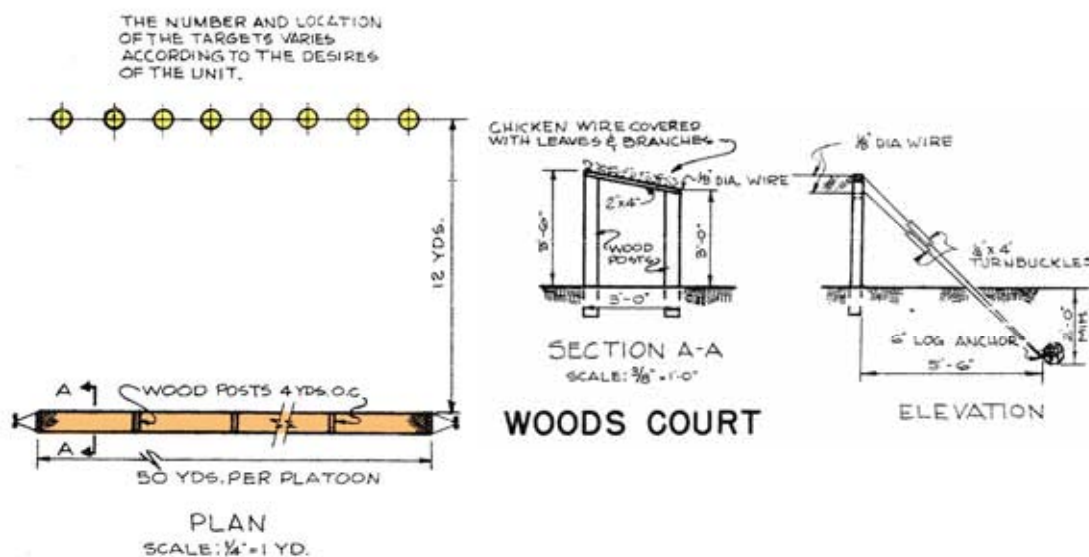 THE NUMBER AND LOCATION
OF THE TARGETS VARIES
ACCORDING TO THE DESIRES
OF THE UNIT.
12 YDS.
A
WOOD POSTS 4 YDS. O.C.
A
50 YDS. PER PLATOON
PLAN
SCALE: 1/4"=1 YD.
CHICKEN WIRE COVERED
WITH LEAVES & BRANCHES
1/8" DIA. WIRE
2"x4"
3'-6"
WOOD
POSTS
3'-0"
3'-0"
SECTION A-A
SCALE: 3/8"=1'-0"
WOODS COURT
1/8" DIA WIRE
TURNBUCKLES
6" LOG ANCHOR
2'-0"
MIN
5'-6"
ELEVATION